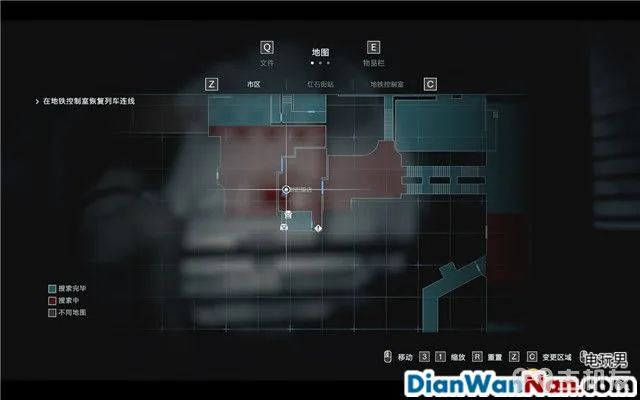 Q 地图 E
文件 物品栏
Z 市区 红石街站 地铁控制室 C
在地铁控制室恢复列车连线
搜索完毕
搜索中
不同地图
移动 3 1 缩放 R 重置 Z C 变更区域
电玩男
DianWanNan.com